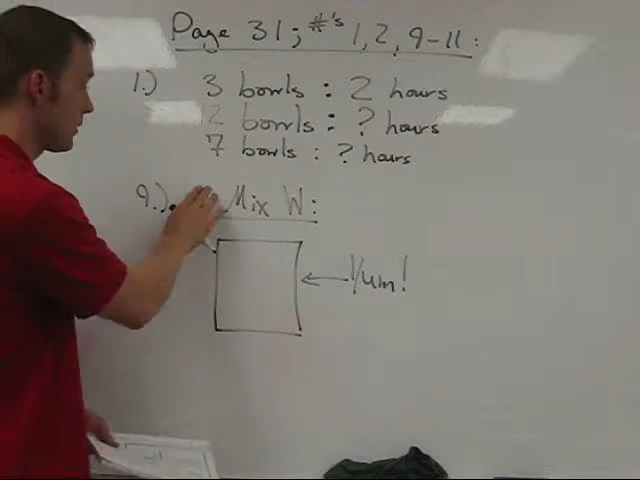 Page 31; #'s 1, 2, 9-11:
1.) 3 bowls : 2 hours
2 bowls : ? hours
7 bowls : ? hours
9.) Mix W:
Yum!